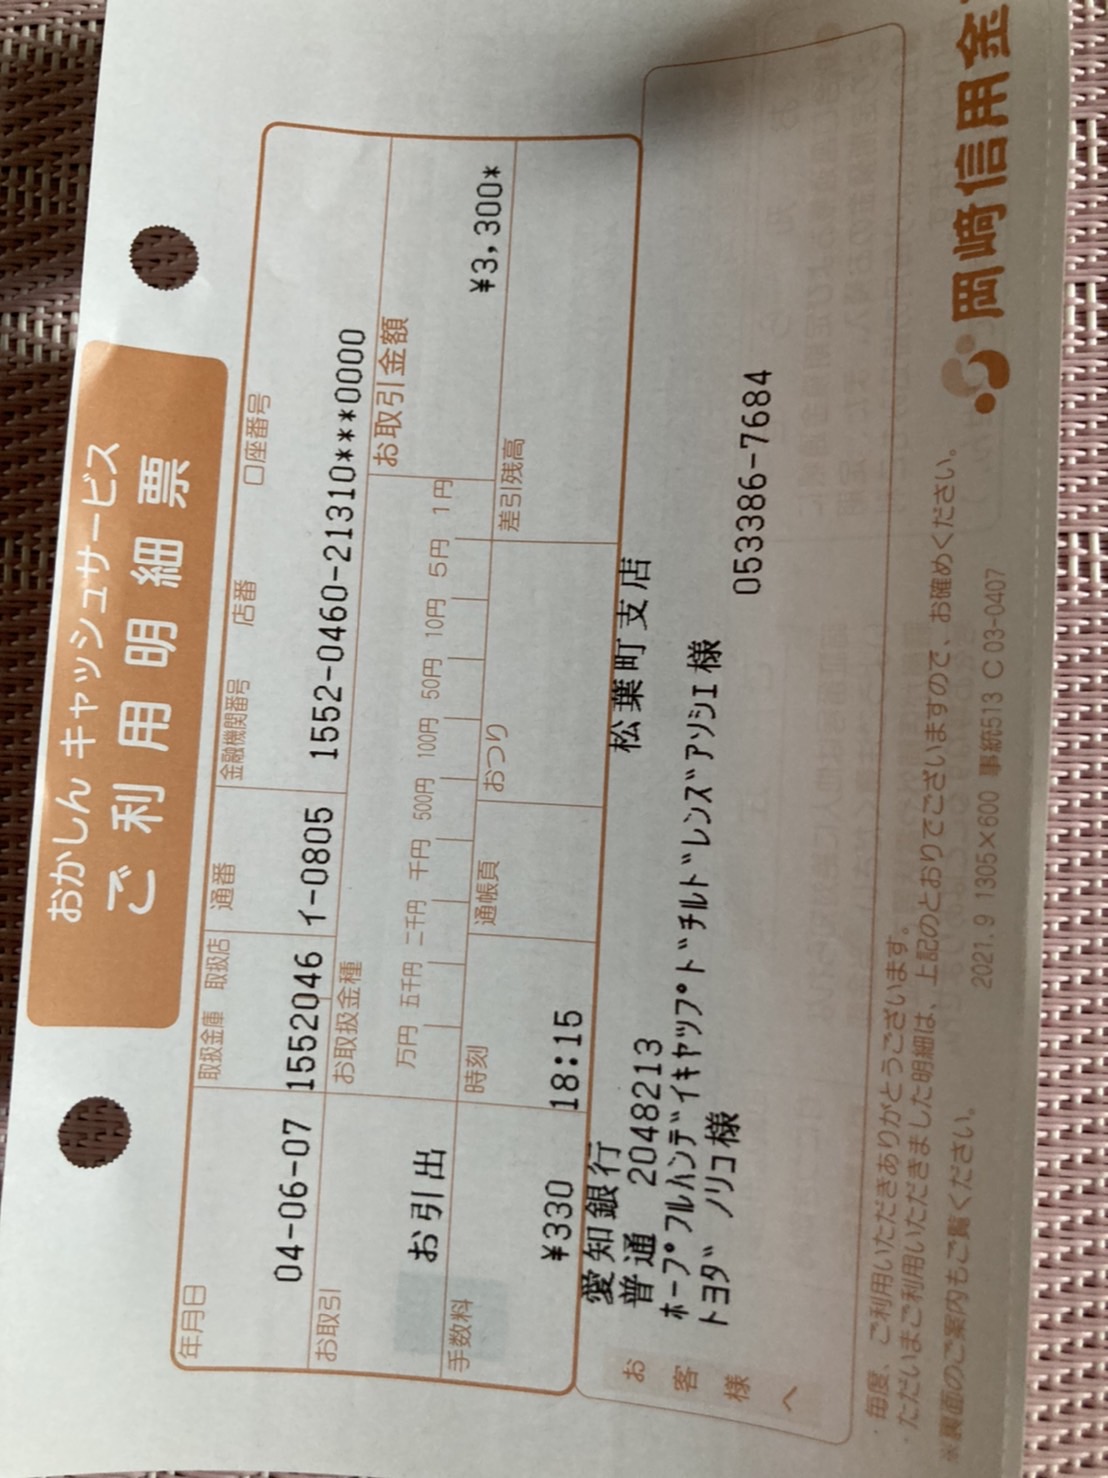 おかしん キャッシュサービス
ご利用明細票
年月日 取扱金庫 取扱店 通番 金融機関番号 店番 口座番号
04-06-07 1552046 イ-0805 1552-0460-21310***0000
お取引 お取扱金種 お取引金額
お引出 万円 五千円 二千円 千円 500円 100円 50円 10円 5円 1円 ¥3,300*
手数料 時刻 通帳頁 おつり 差引残高
¥330 18:15
お客様へ
愛知銀行 松葉町支店
普通 2048213
ホープフルハンデイキャップドチルドレンズアソシエ様
トヨダ ノリコ様 053386-7684
・毎度、ご利用いただきありがとうございます。
・ただいまご利用いただきました明細は、上記のとおりでございますので、お確めください。
※裏面のご案内もご覧ください。 2021.9 1305×600 事統513 C 03-0407
岡崎信用金